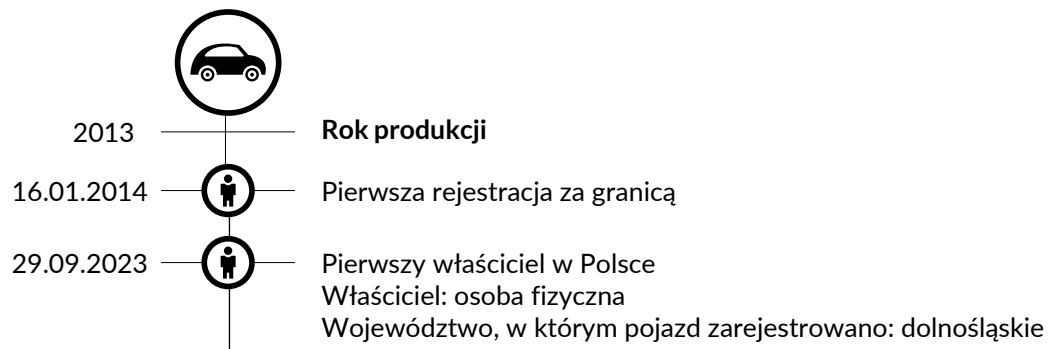 2013 Rok produkcji
16.01.2014 Pierwsza rejestracja za granicą
29.09.2023 Pierwszy właściciel w Polsce
Właściciel: osoba fizyczna
Województwo, w którym pojazd zarejestrowano: dolnośląskie